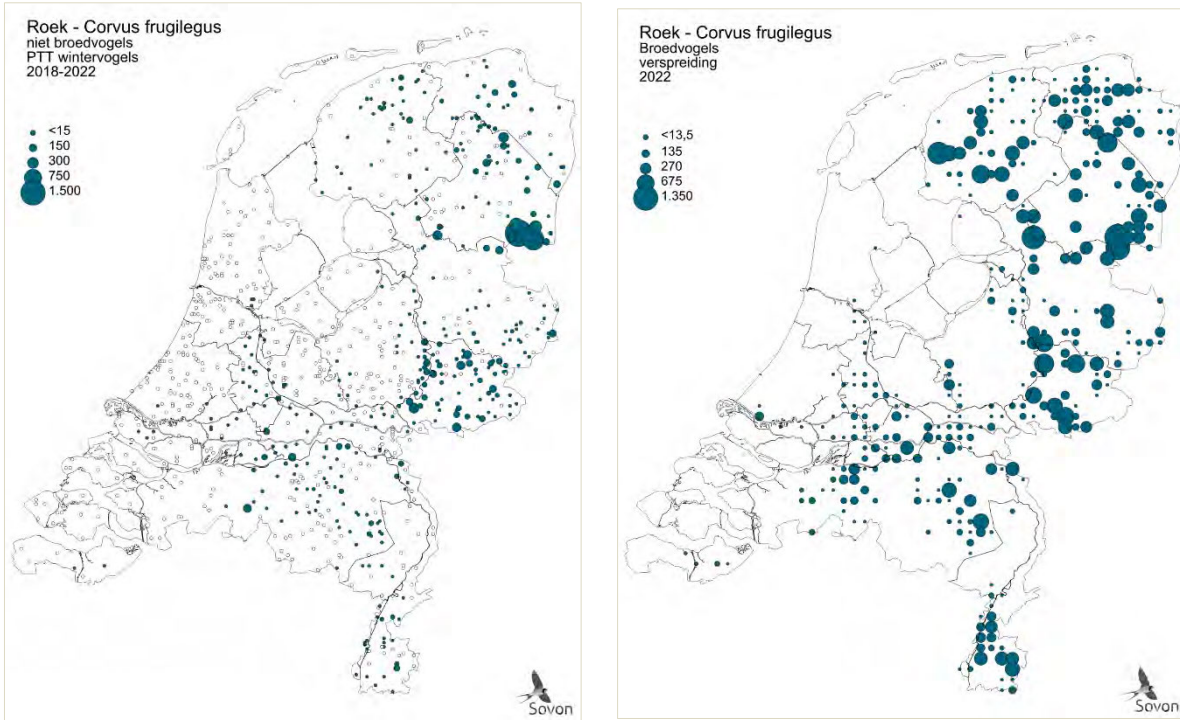 Roek - Corvus frugilegus
niet broedvogels
PTT wintervogels
2018-2022
<15
150
300
750
1.500
Sovon
Roek - Corvus frugilegus
Broedvogels
verspreiding
2022
<13,5
135
270
675
1.350
Sovon